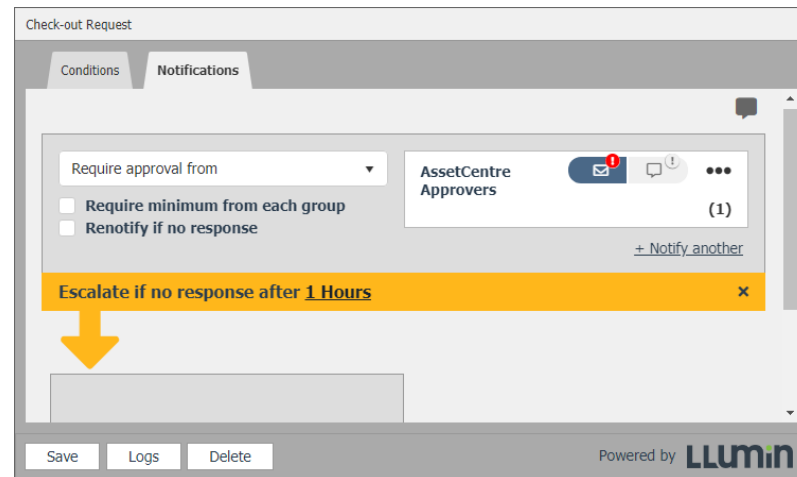 Check-out Request
Conditions
Notifications
Require approval from
Require minimum from each group
Renotify if no response
AssetCentre
Approvers
(1)
+ Notify another
Escalate if no response after 1 Hours
Save
Logs
Delete
Powered by LLumin